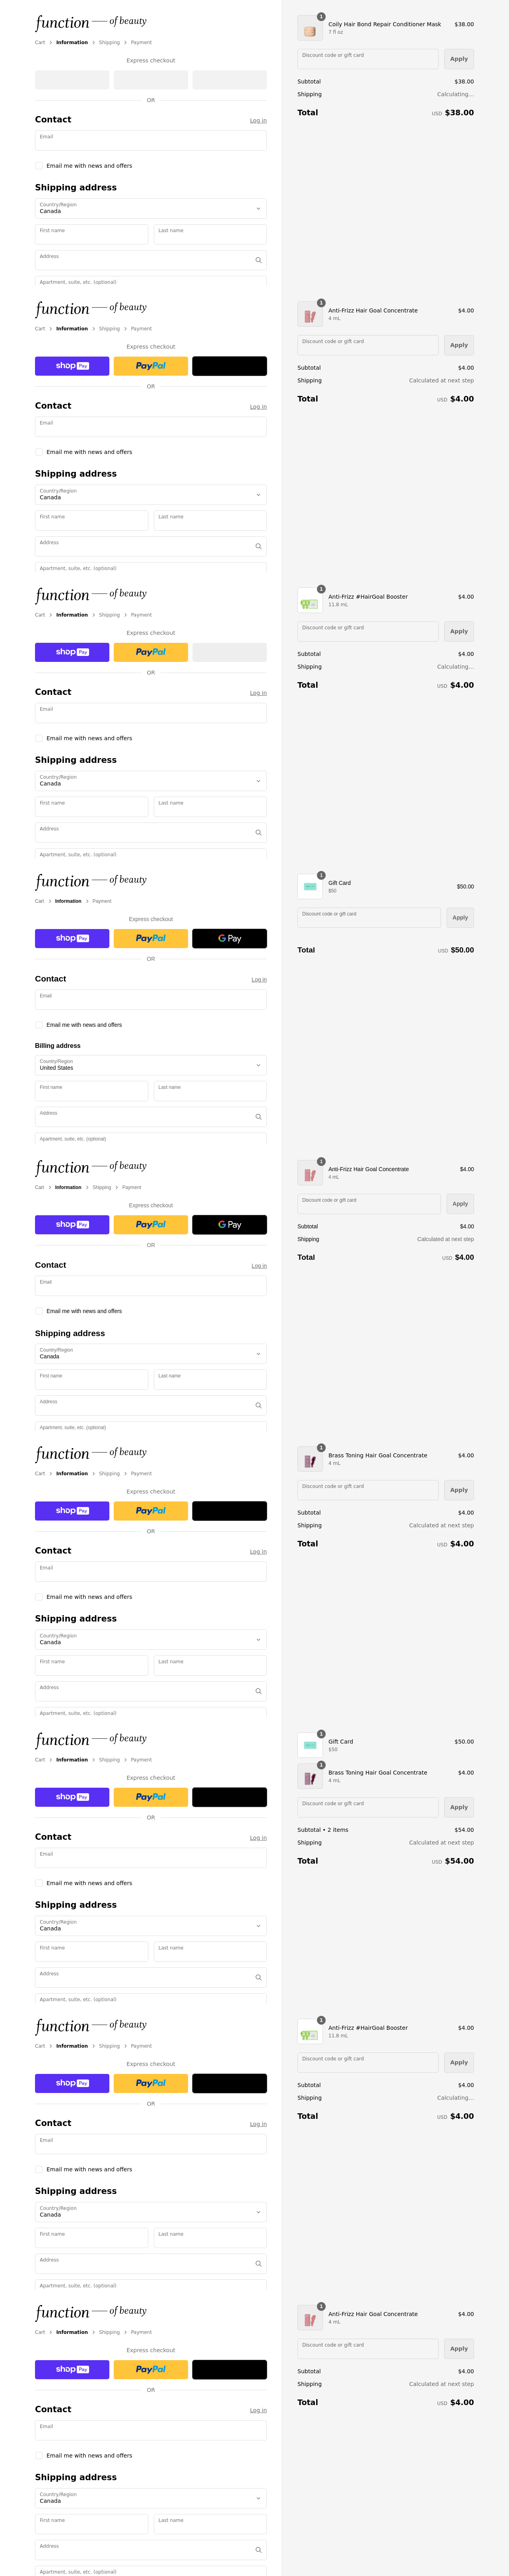 function — of beauty
Cart > Information > Shipping > Payment
Express checkout
OR
Contact
Log in
Email
Email me with news and offers
Shipping address
Country/Region
Canada
First name
Last name
Address
Apartment, suite, etc. (optional)
1
Coily Hair Bond Repair Conditioner Mask
$38.00
7 fl oz
Discount code or gift card
Apply
Subtotal
$38.00
Shipping
Calculating...
Total
USD $38.00
function — of beauty
Cart > Information > Shipping > Payment
Express checkout
shop Pay
PayPal
OR
Contact
Log in
Email
Email me with news and offers
Shipping address
Country/Region
Canada
First name
Last name
Address
Apartment, suite, etc. (optional)
1
Anti-Frizz Hair Goal Concentrate
$4.00
4 mL
Discount code or gift card
Apply
Subtotal
$4.00
Shipping
Calculated at next step
Total
USD $4.00
function — of beauty
Cart > Information > Shipping > Payment
Express checkout
shop Pay
PayPal
OR
Contact
Log in
Email
Email me with news and offers
Shipping address
Country/Region
Canada
First name
Last name
Address
Apartment, suite, etc. (optional)
1
Anti-Frizz #HairGoal Booster
$4.00
11.8 mL
Discount code or gift card
Apply
Subtotal
$4.00
Shipping
Calculating...
Total
USD $4.00
function — of beauty
Cart > Information > Payment
Express checkout
shop Pay
PayPal
G Pay
OR
Contact
Log in
Email
Email me with news and offers
Billing address
Country/Region
United States
First name
Last name
Address
Apartment, suite, etc. (optional)
1
Gift Card
$50.00
$50
Discount code or gift card
Apply
Total
USD $50.00
function — of beauty
Cart > Information > Shipping > Payment
Express checkout
shop Pay
PayPal
G Pay
OR
Contact
Log in
Email
Email me with news and offers
Shipping address
Country/Region
Canada
First name
Last name
Address
Apartment, suite, etc. (optional)
1
Anti-Frizz Hair Goal Concentrate
$4.00
4 mL
Discount code or gift card
Apply
Subtotal
$4.00
Shipping
Calculated at next step
Total
USD $4.00
function — of beauty
Cart > Information > Shipping > Payment
Express checkout
shop Pay
PayPal
OR
Contact
Log in
Email
Email me with news and offers
Shipping address
Country/Region
Canada
First name
Last name
Address
Apartment, suite, etc. (optional)
1
Brass Toning Hair Goal Concentrate
$4.00
4 mL
Discount code or gift card
Apply
Subtotal
$4.00
Shipping
Calculated at next step
Total
USD $4.00
function — of beauty
Cart > Information > Shipping > Payment
Express checkout
shop Pay
PayPal
OR
Contact
Log in
Email
Email me with news and offers
Shipping address
Country/Region
Canada
First name
Last name
Address
Apartment, suite, etc. (optional)
1
Gift Card
$50.00
$50
1
Brass Toning Hair Goal Concentrate
$4.00
4 mL
Discount code or gift card
Apply
Subtotal • 2 items
$54.00
Shipping
Calculated at next step
Total
USD $54.00
function — of beauty
Cart > Information > Shipping > Payment
Express checkout
shop Pay
PayPal
OR
Contact
Log in
Email
Email me with news and offers
Shipping address
Country/Region
Canada
First name
Last name
Address
Apartment, suite, etc. (optional)
1
Anti-Frizz #HairGoal Booster
$4.00
11.8 mL
Discount code or gift card
Apply
Subtotal
$4.00
Shipping
Calculating...
Total
USD $4.00
function — of beauty
Cart > Information > Shipping > Payment
Express checkout
shop Pay
PayPal
OR
Contact
Log in
Email
Email me with news and offers
Shipping address
Country/Region
Canada
First name
Last name
Address
Apartment, suite, etc. (optional)
1
Anti-Frizz Hair Goal Concentrate
$4.00
4 mL
Discount code or gift card
Apply
Subtotal
$4.00
Shipping
Calculated at next step
Total
USD $4.00